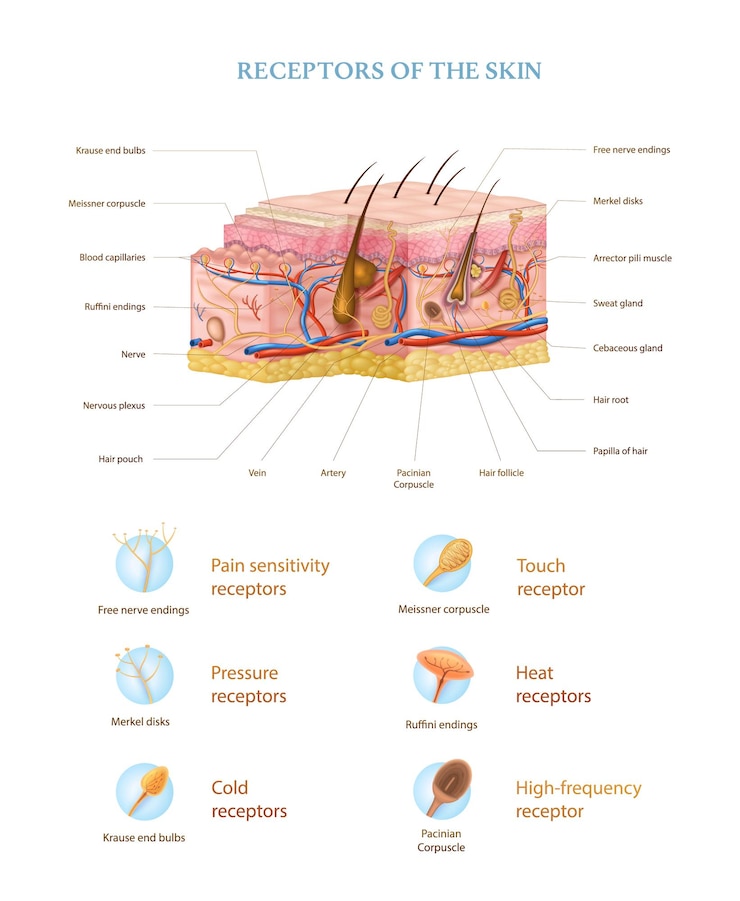 RECEPTORS OF THE SKIN
Krause end bulbs
Meissner corpuscle
Blood capillaries
Ruffini endings
Nerve
Nervous plexus
Hair pouch
Vein
Artery
Pacinian
Corpuscle
Hair follicle
Free nerve endings
Merkel disks
Arrector pili muscle
Sweat gland
Cebaceous gland
Hair root
Papilla of hair
Free nerve endings
Pain sensitivity
receptors
Meissner corpuscle
Touch
receptor
Merkel disks
Pressure
receptors
Ruffini endings
Heat
receptors
Krause end bulbs
Cold
receptors
Pacinian
Corpuscle
High-frequency
receptor